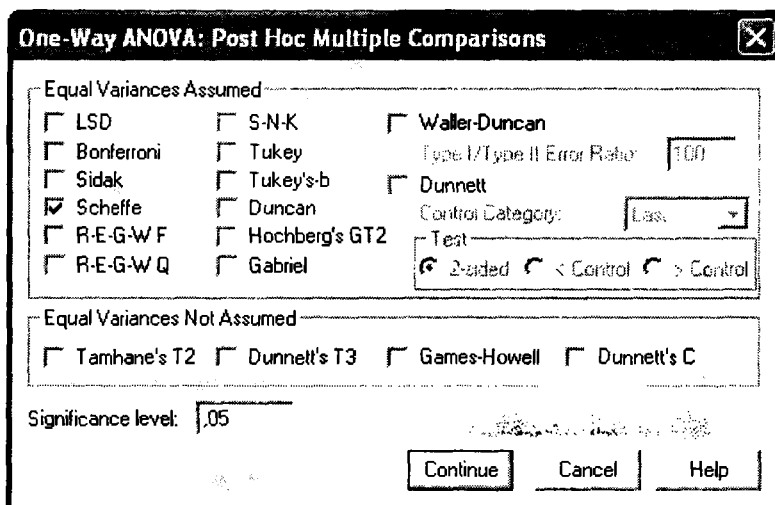 One-Way ANOVA: Post Hoc Multiple Comparisons
Equal Variances Assumed
LSD
Bonferroni
Sidak
Scheffe
R-E-G-W F
R-E-G-W Q
S-N-K
Tukey
Tukey's-b
Duncan
Hochberg's GT2
Gabriel
Waller-Duncan
Type I/Type II Error Ratio: 100
Dunnett
Control Category: Last
Test
2-sided < Control > Control
Equal Variances Not Assumed
Tamhane's T2 Dunnett's T3 Games-Howell Dunnett's C
Significance level: .05
Continue Cancel Help